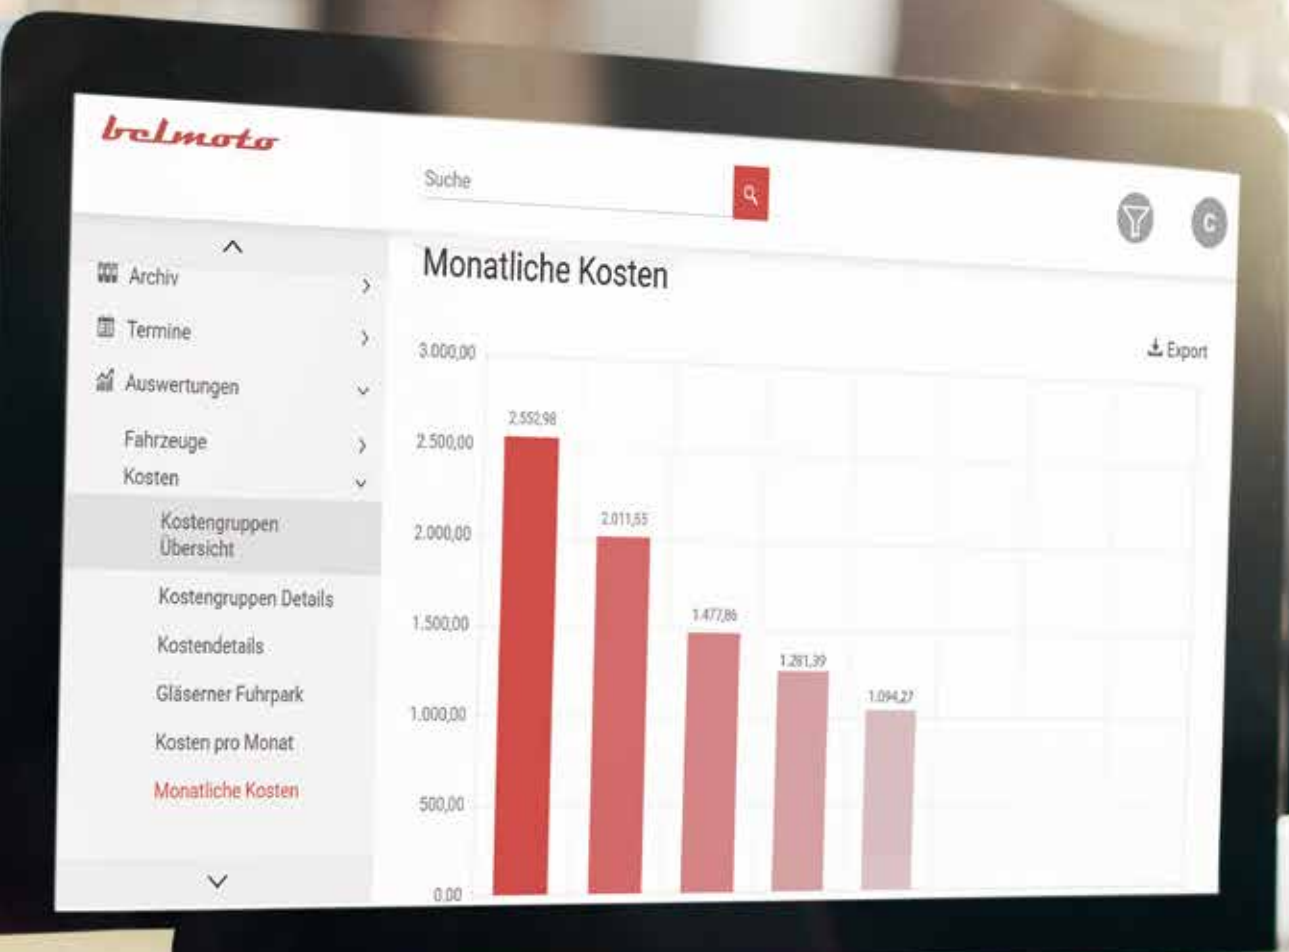 belmoto
Suche
C
Archiv
Termine
Auswertungen
Fahrzeuge
Kosten
Kostengruppen
Übersicht
Kostengruppen Details
Kostendetails
Gläserner Fuhrpark
Kosten pro Monat
Monatliche Kosten
Monatliche Kosten
Export
3.000,00
2.500,00
2.000,00
1.500,00
1.000,00
500,00
0.00
2.552,98
2.011,55
1.477,86
1.281,39
1.094,27